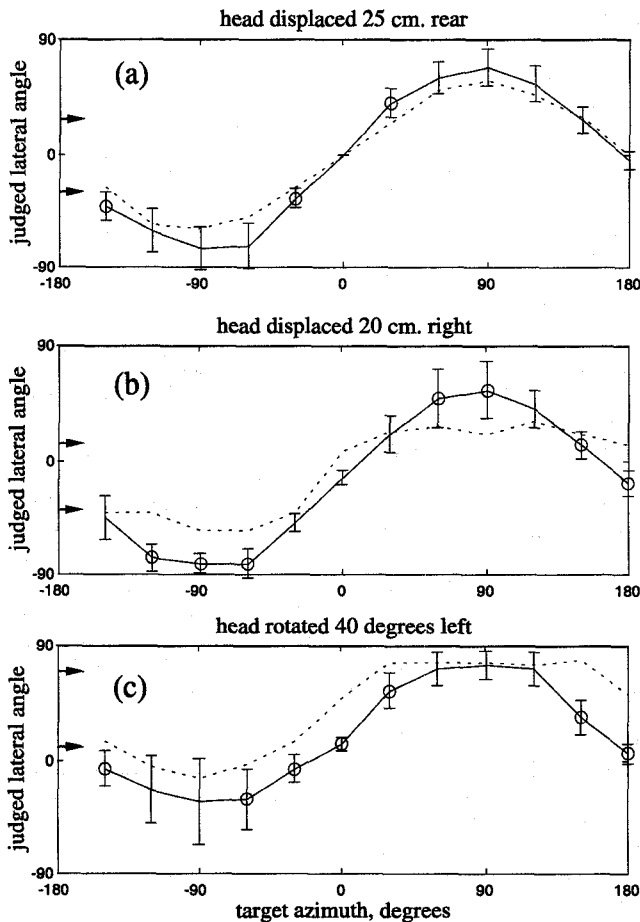 head displaced 25 cm. rear
90
(a)
judged lateral angle
0
-90
-180
-90
0
90
180
head displaced 20 cm. right
90
(b)
judged lateral angle
0
-90
-180
-90
0
90
180
head rotated 40 degrees left
90
(c)
judged lateral angle
0
-90
-180
-90
0
90
180
target azimuth, degrees